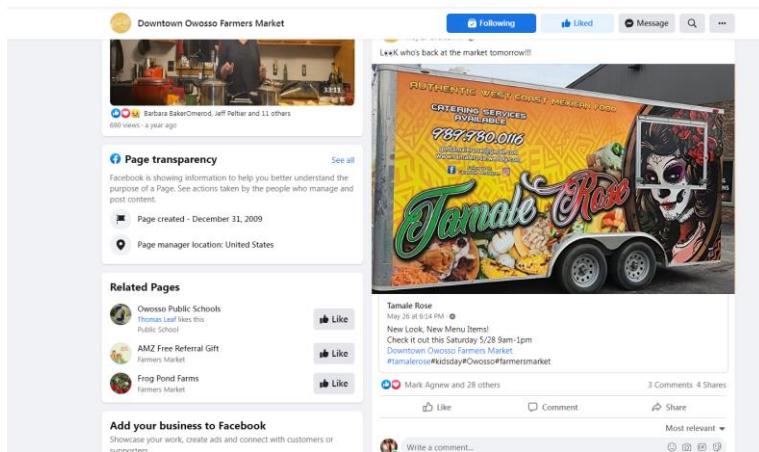 Downtown Owosso Farmers Market
Following
Liked
Message
33:11
Barbara BakerOmerod, Jeff Peltier and 11 others
690 views · a year ago
Page transparency
See all
Facebook is showing information to help you better understand the
purpose of a Page. See actions taken by the people who manage and
post content.
Page created - December 31, 2009
Page manager location: United States
Related Pages
Owosso Public Schools
Thomas Leaf likes this
Public School
Like
AMZ Free Referral Gift
Farmers Market
Like
Frog Pond Farms
Farmers Market
Like
Add your business to Facebook
Showcase your work, create ads and connect with customers or
supporters.
who's back at the market tomorrow!!!
AUTHENTIC WEST COAST MEXICAN FOOD
CATERING SERVICES
AVAILABLE
989.980.0116
Tamale Rose
Tamale Rose
May 26 at 6:14 PM ·
New Look, New Menu Items!
Check it out this Saturday 5/28 9am-1pm
Downtown Owosso Farmers Market
#tamalerose#kidsday#Owosso#farmersmarket
Mark Agnew and 28 others
3 Comments 4 Shares
Like
Comment
Share
Most relevant
Write a comment...